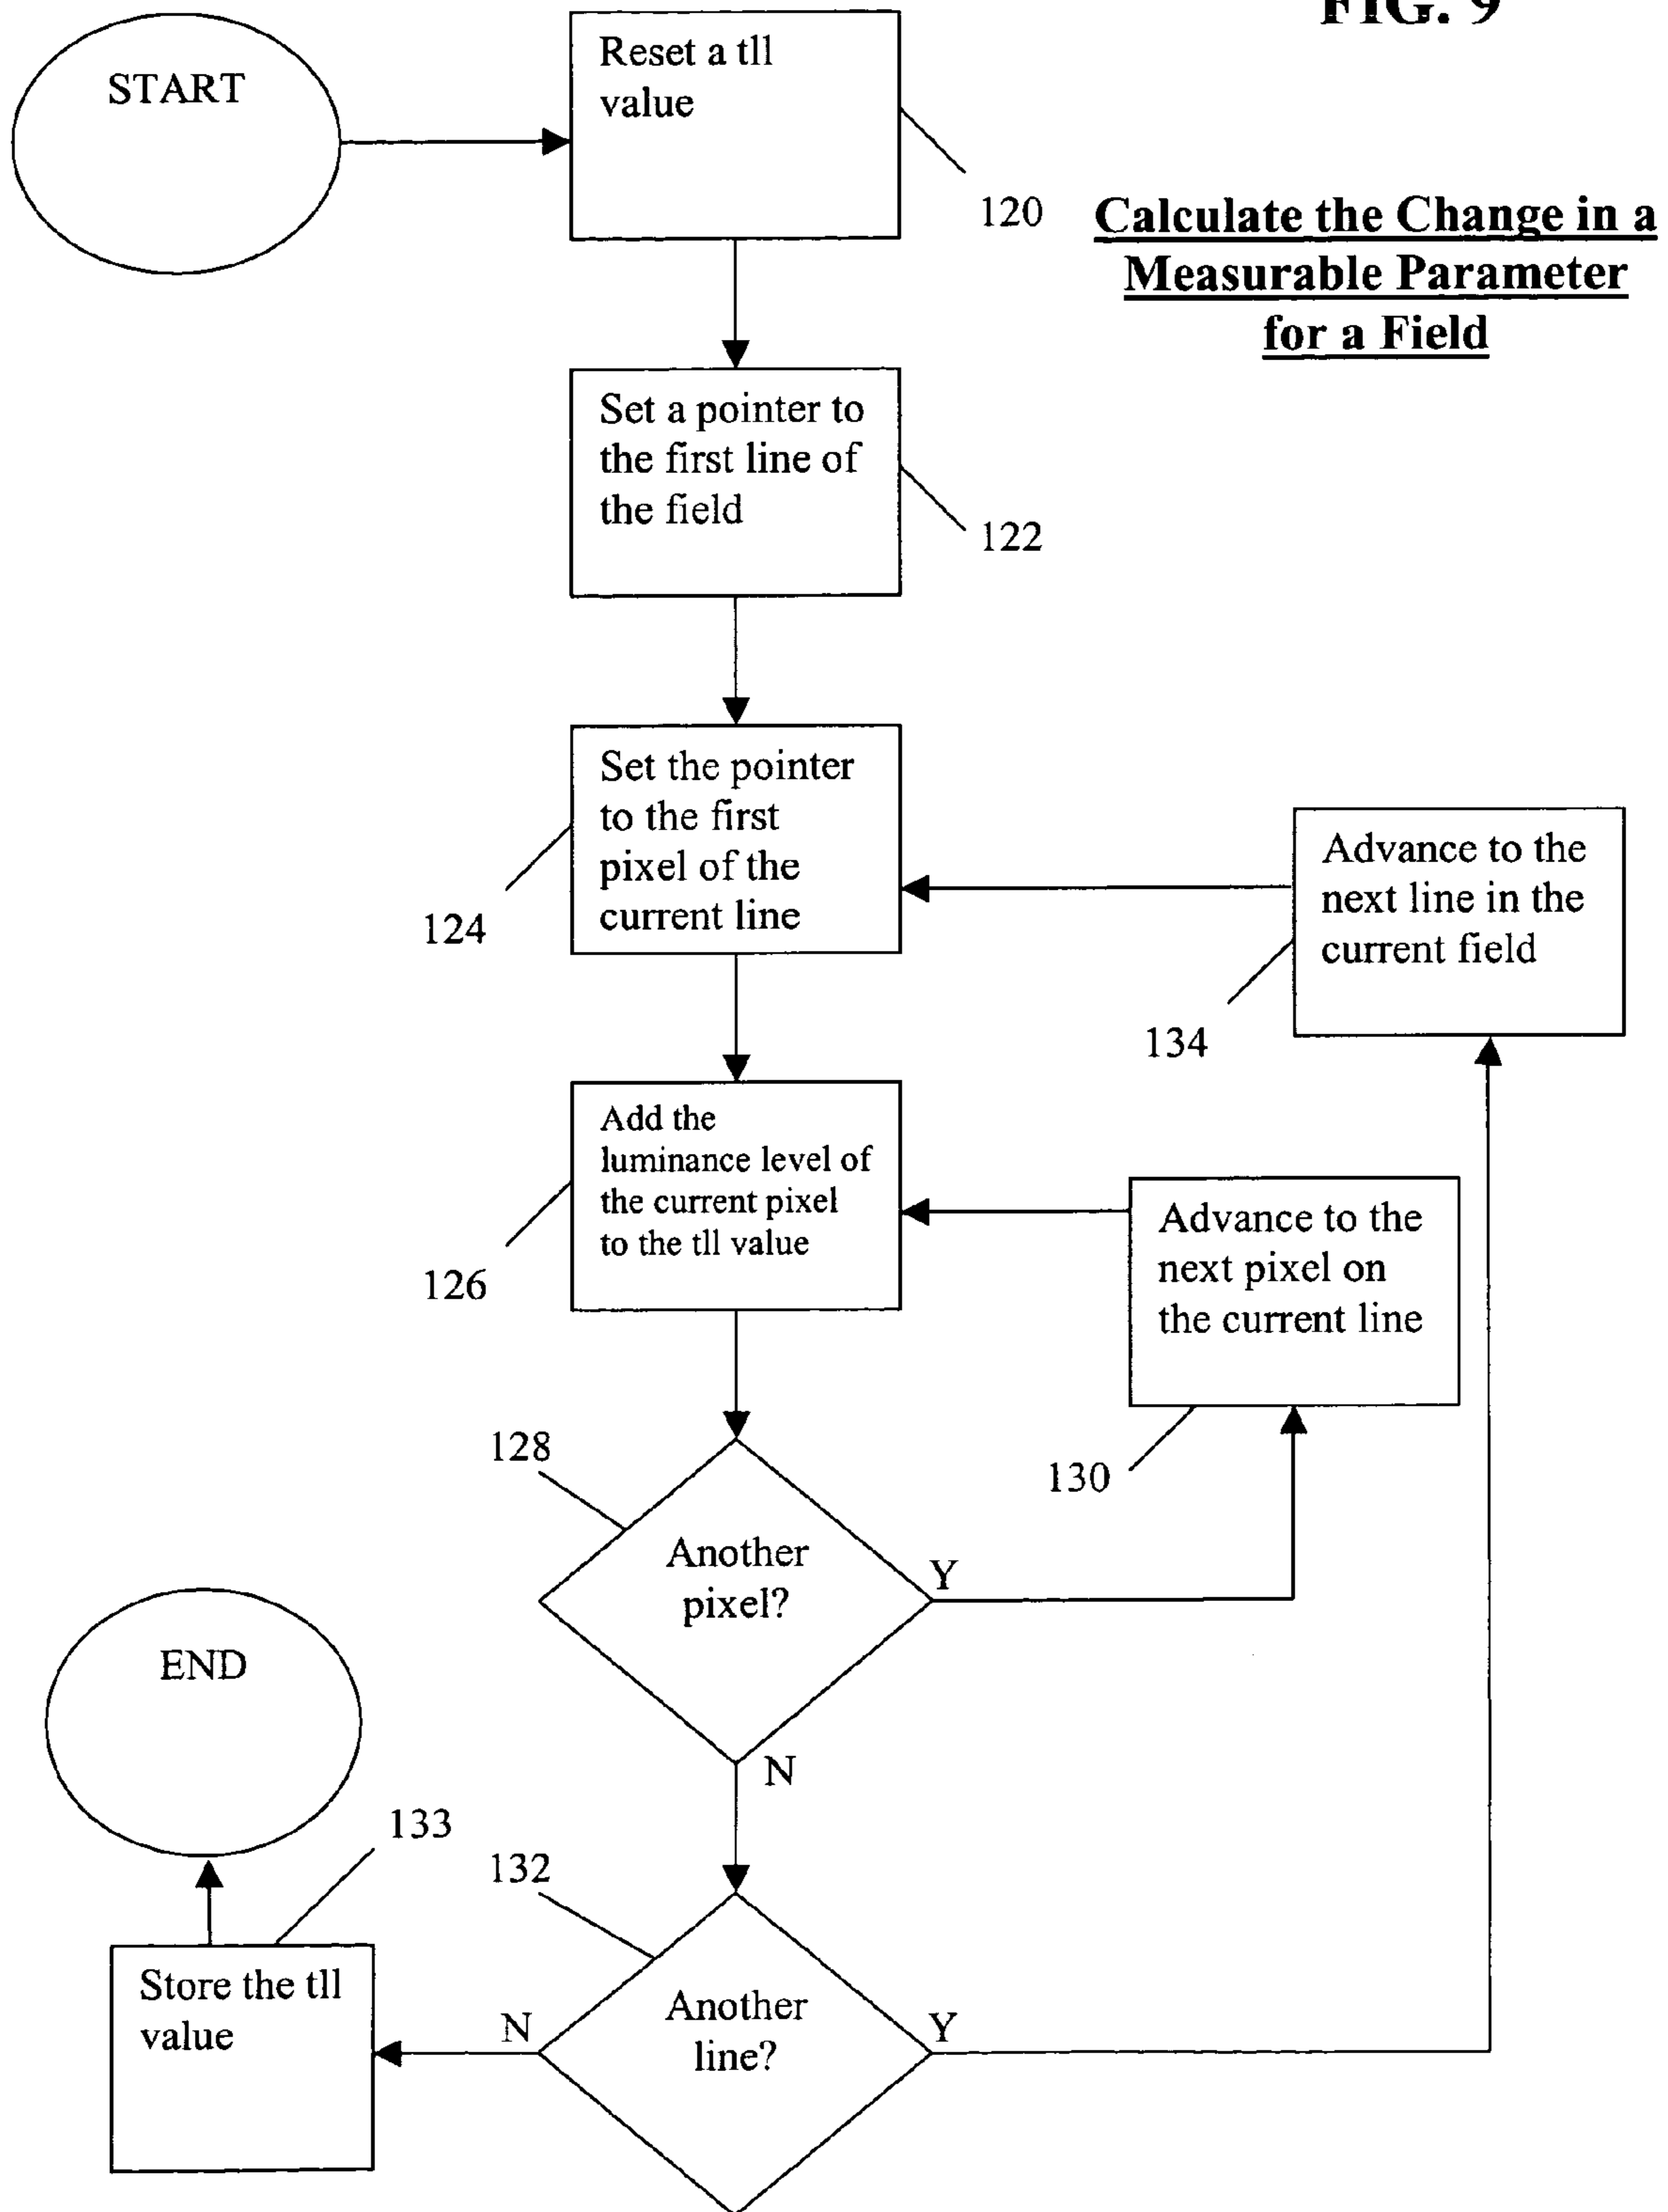 FIG. 9
START
Reset a tll
value
120
Calculate the Change in a
Measurable Parameter
for a Field
Set a pointer to
the first line of
the field
122
Set the pointer
to the first
pixel of the
current line
124
Advance to the
next line in the
current field
134
Add the
luminance level of
the current pixel
to the tll value
126
Advance to the
next pixel on
the current line
130
128
Another
pixel?
Y
N
END
133
132
Store the tll
value
N
Another
line?
Y